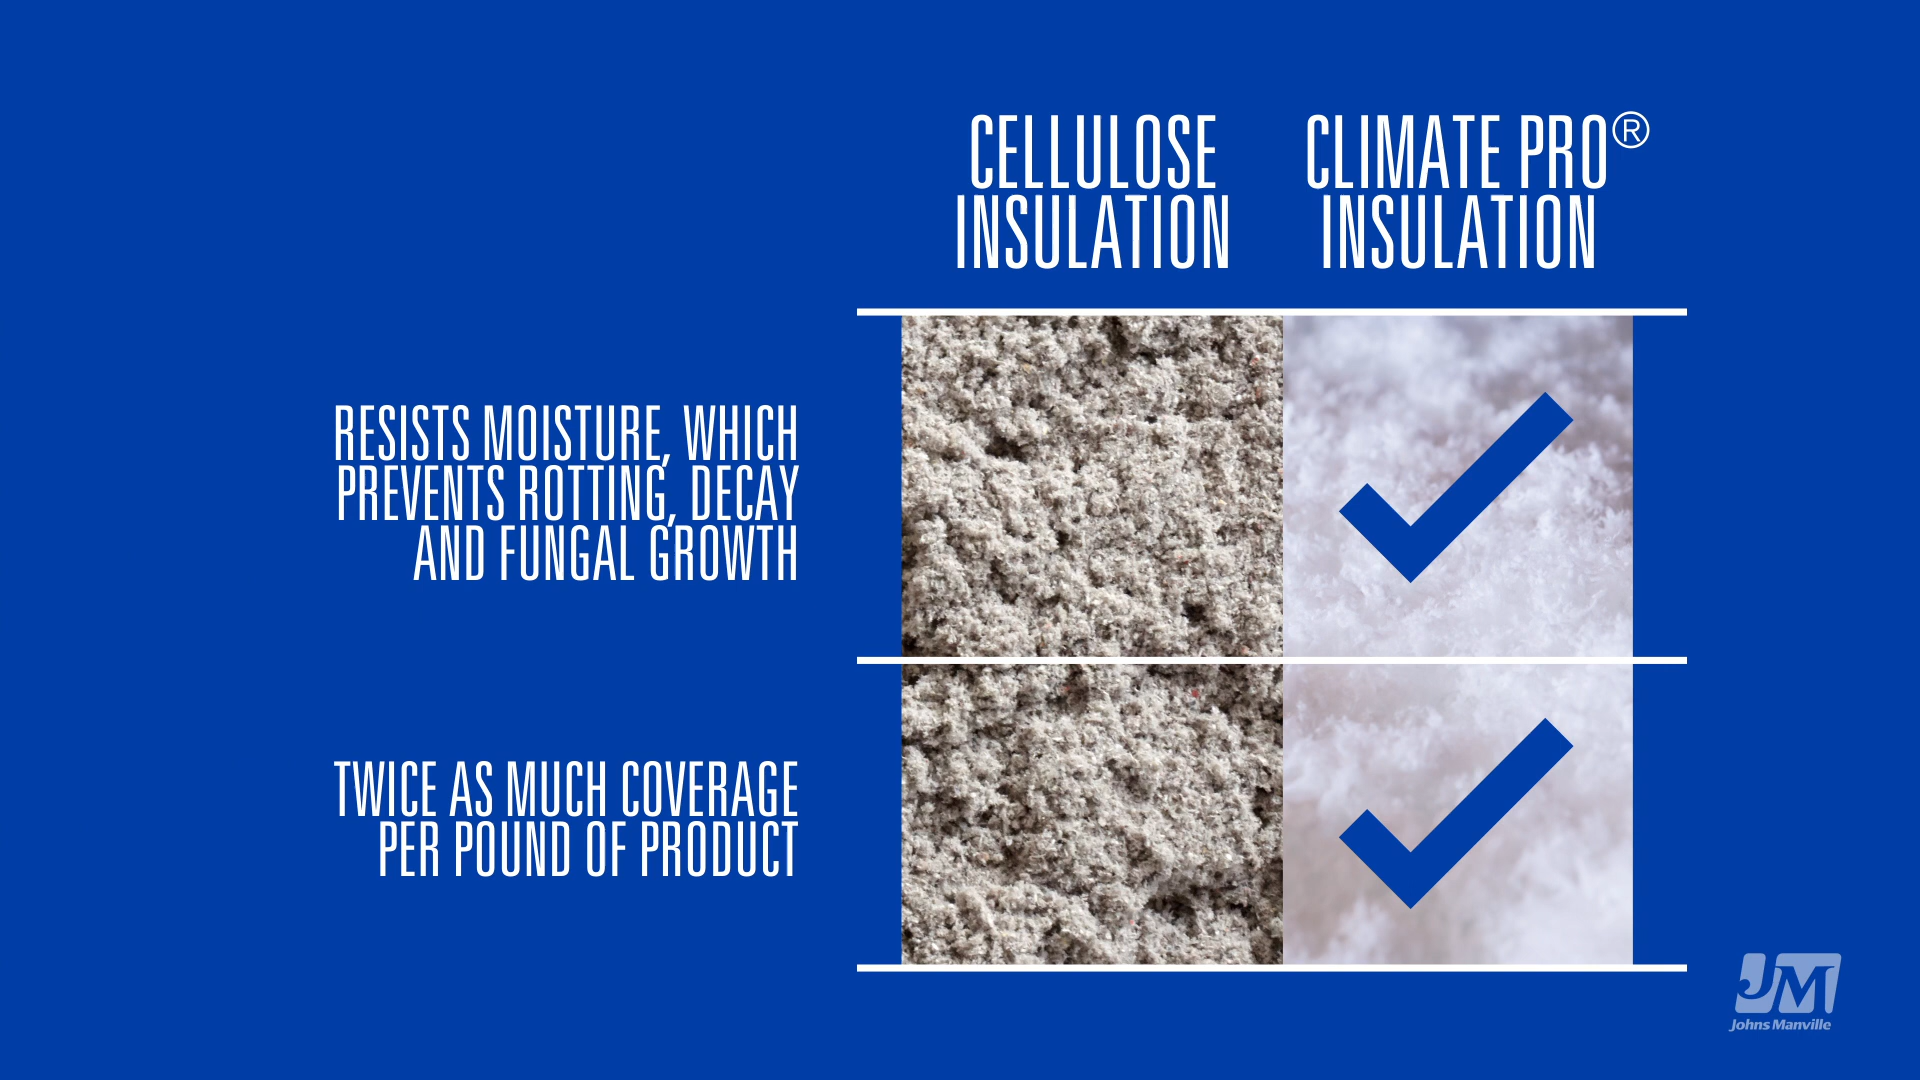 CELLULOSE
INSULATION
CLIMATE PRO®
INSULATION
RESISTS MOISTURE, WHICH
PREVENTS ROTTING, DECAY
AND FUNGAL GROWTH
TWICE AS MUCH COVERAGE
PER POUND OF PRODUCT
JM
Johns Manville